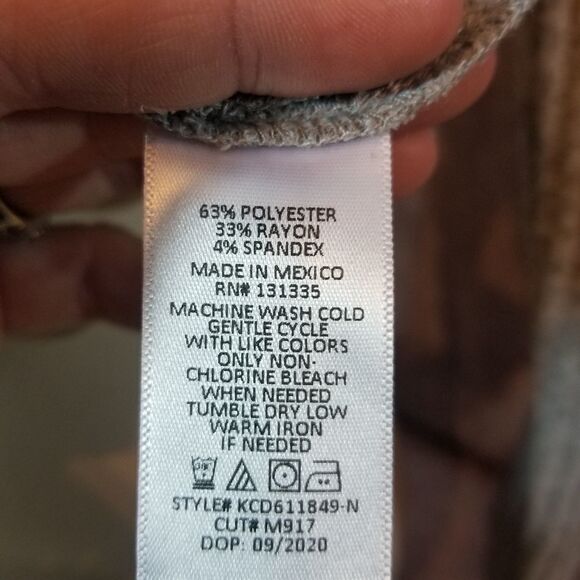 63% POLYESTER
33% RAYON
4% SPANDEX
MADE IN MEXICO
RN# 131335
MACHINE WASH COLD
GENTLE CYCLE
WITH LIKE COLORS
ONLY NON-
CHLORINE BLEACH
WHEN NEEDED
TUMBLE DRY LOW
WARM IRON
IF NEEDED
STYLE# KCD611849-N
CUT# M917
DOP: 09/2020